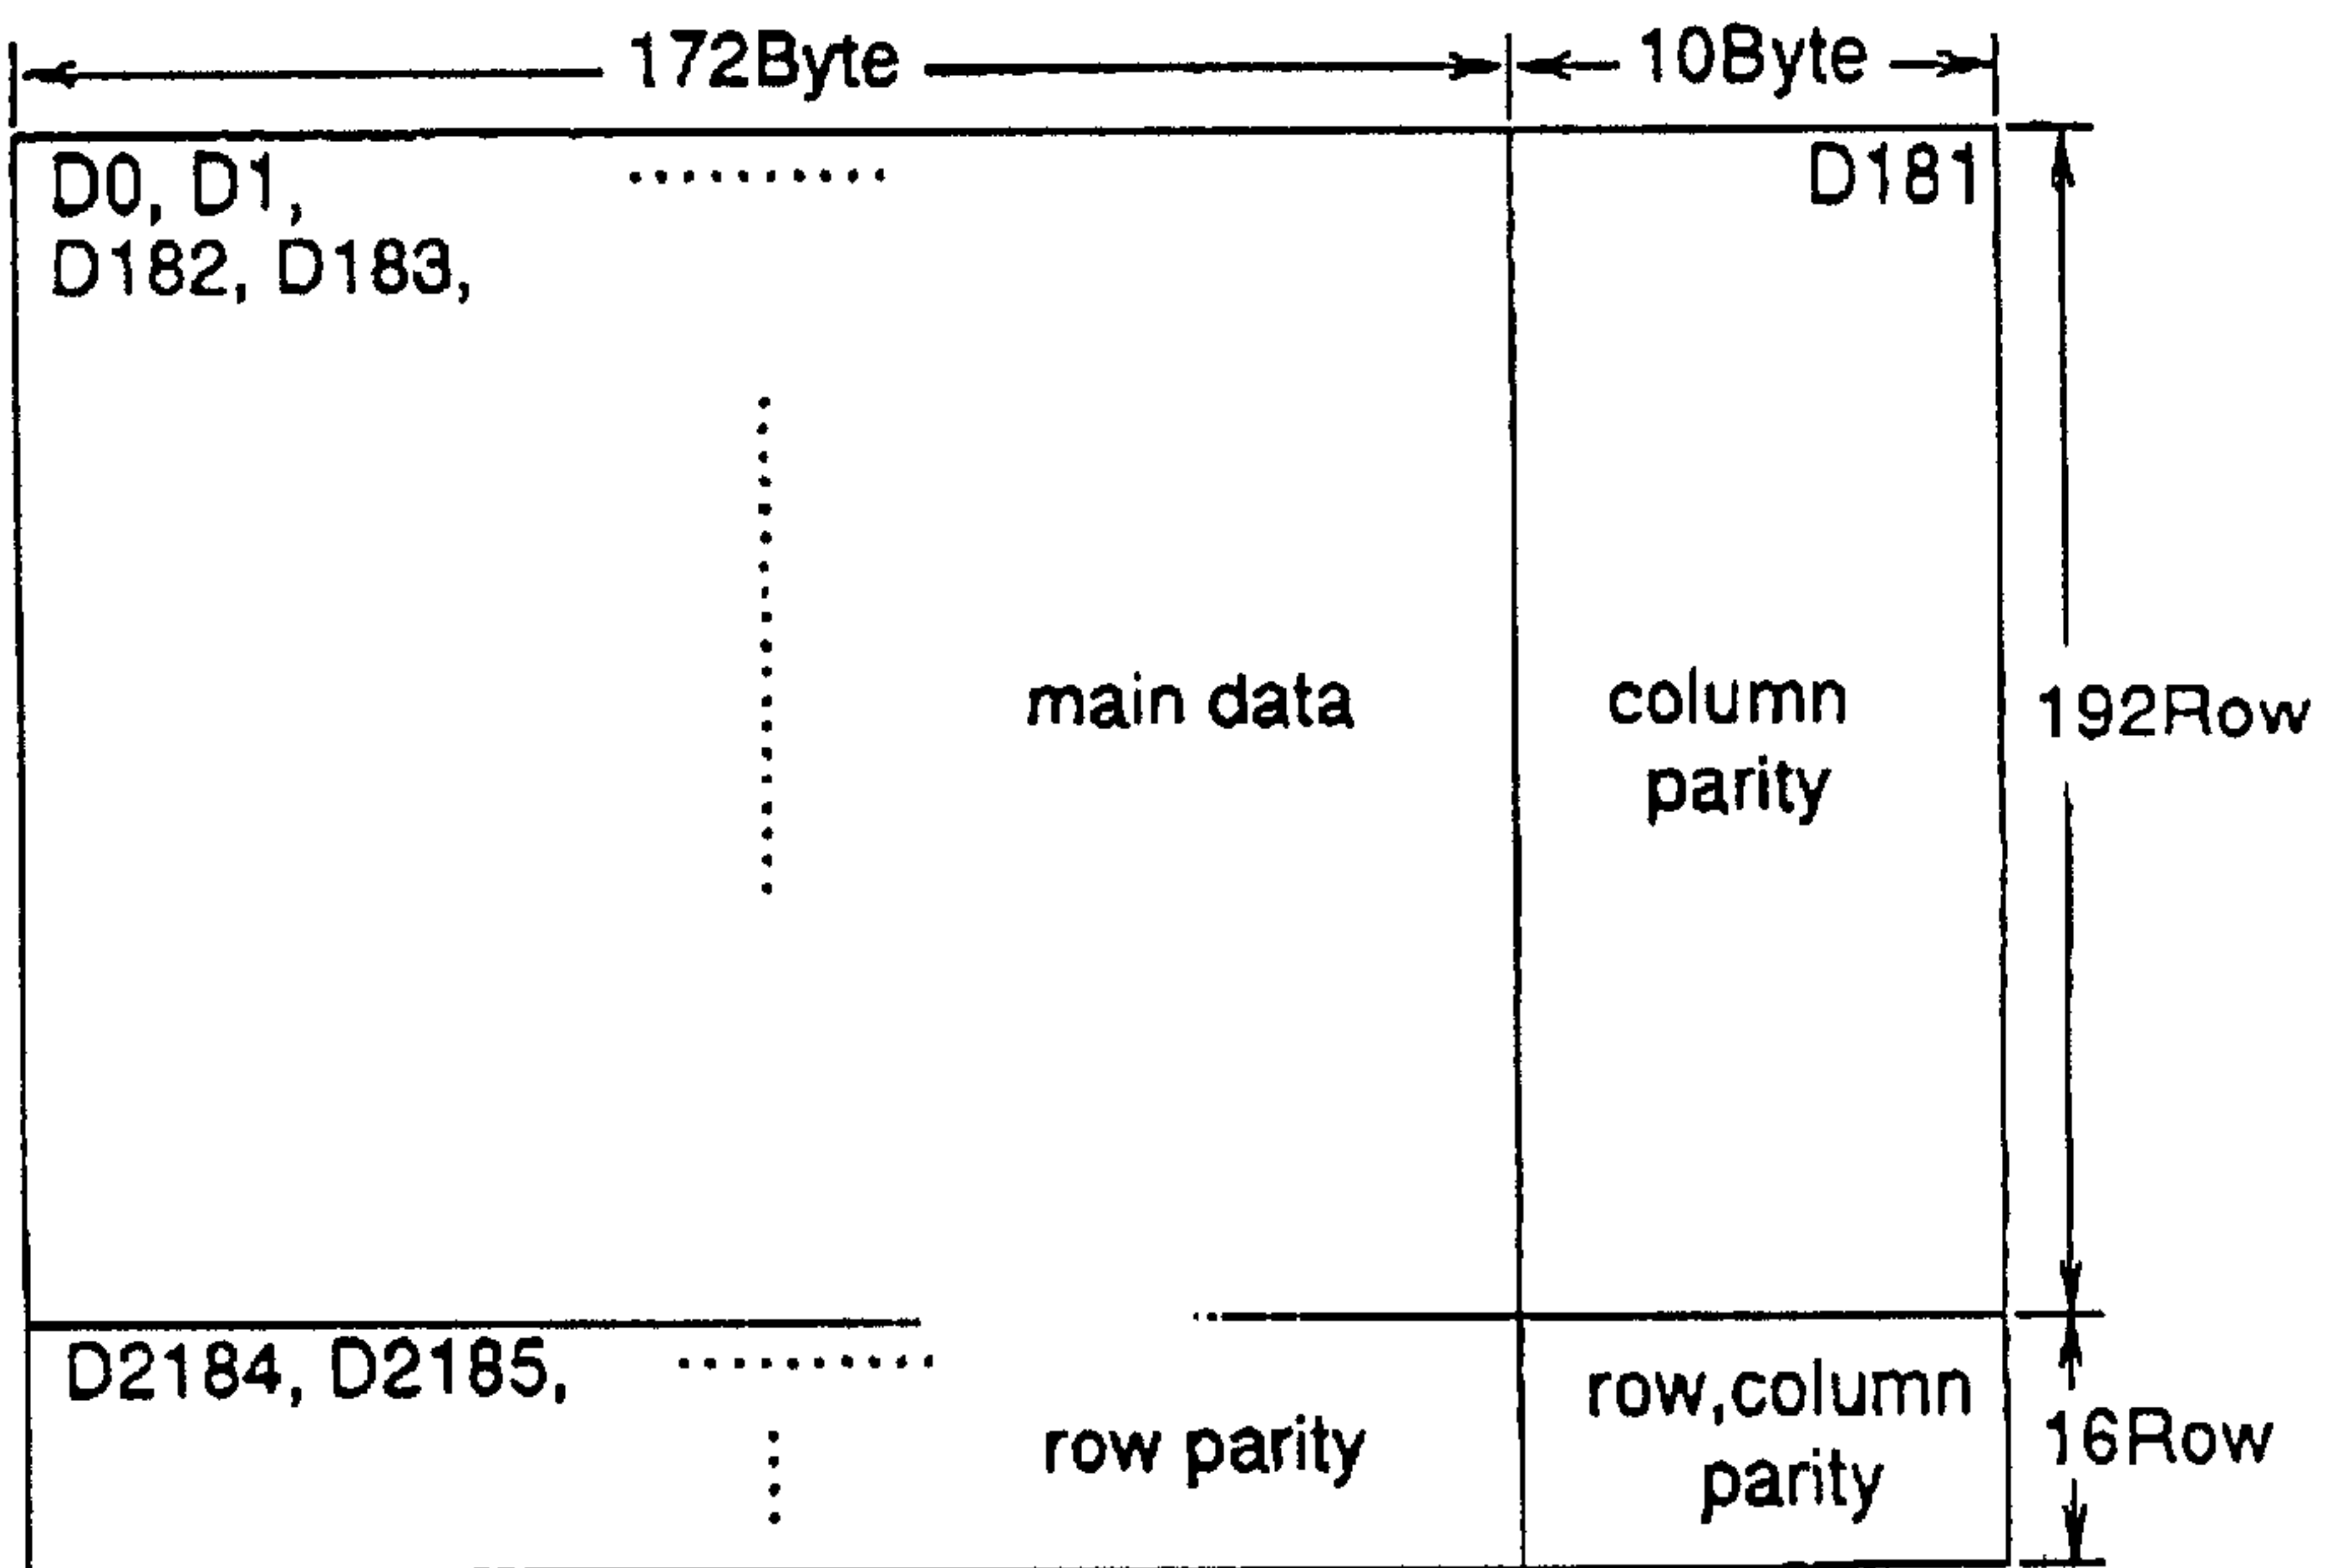 172Byte 10Byte
D0, D1, .......... D181
D182, D183,
main data
column
parity
192Row
D2184, D2185, ..........
row parity
row,column
parity
16Row